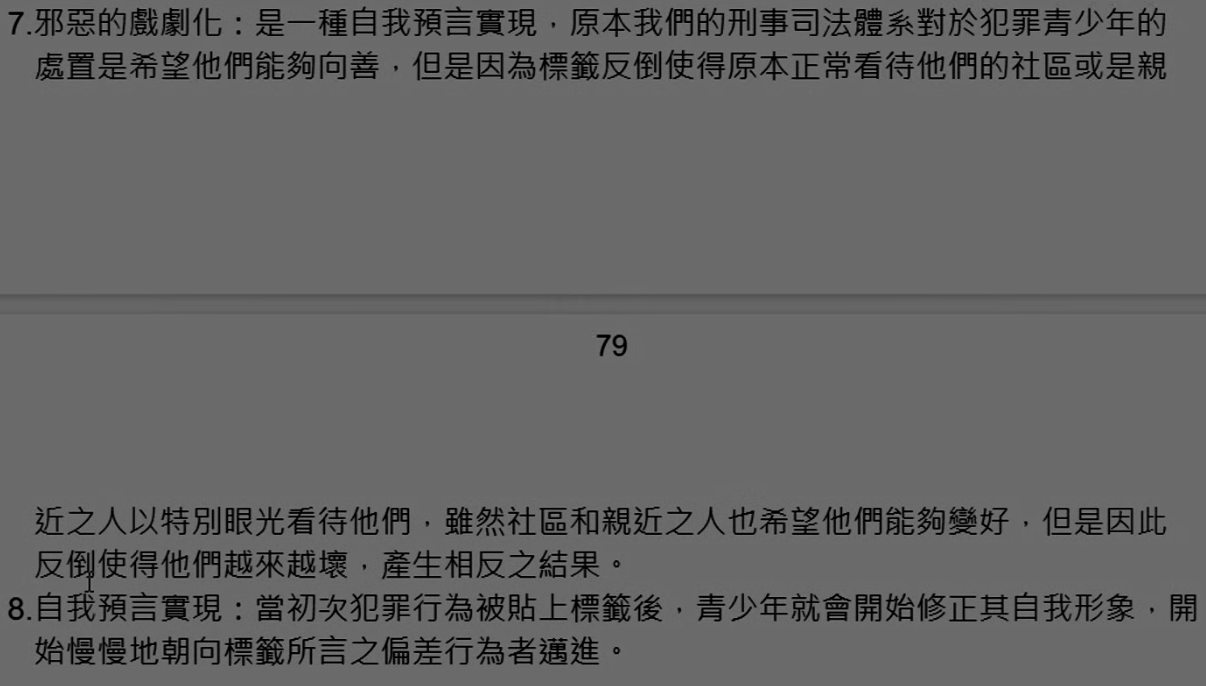 7.邪惡的戲劇化：是一種自我預言實現，原本我們的刑事司法體系對於犯罪青少年的
處置是希望他們能夠向善，但是因為標籤反倒使得原本正常看待他們的社區或是親
79
近之人以特別眼光看待他們，雖然社區和親近之人也希望他們能夠變好，但是因此
反倒使得他們越來越壞，產生相反之結果。
8.自我預言實現：當初次犯罪行為被貼上標籤後，青少年就會開始修正其自我形象，開
始慢慢地朝向標籤所言之偏差行為者邁進。